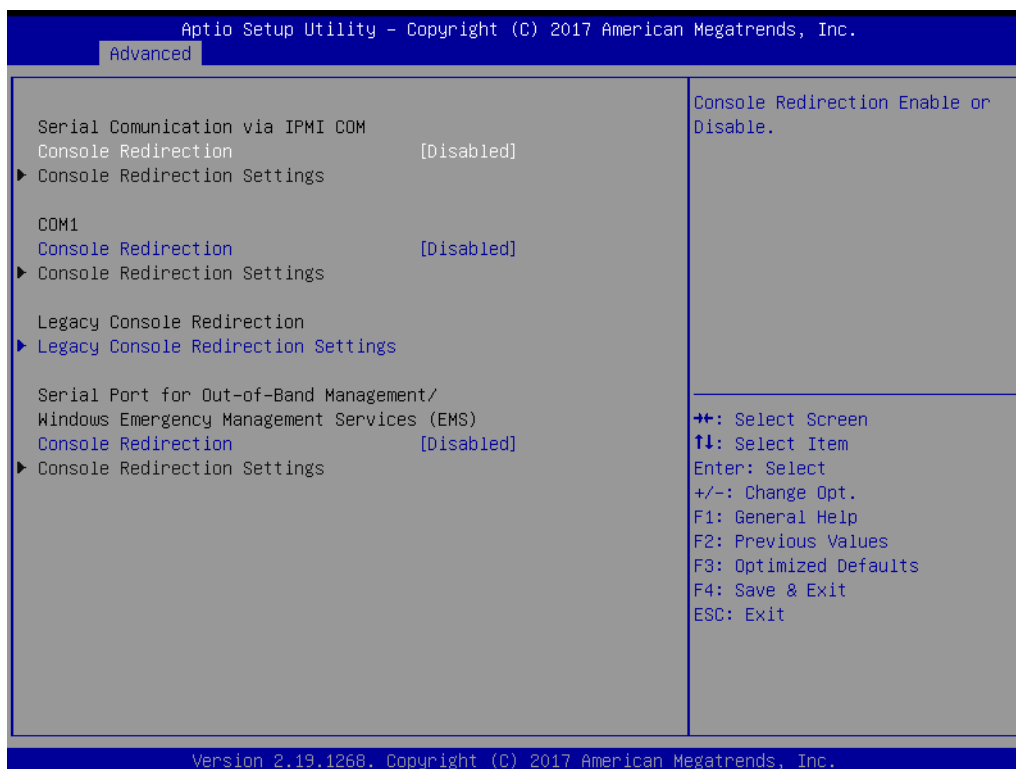 Aptio Setup Utility – Copyright (C) 2017 American Megatrends, Inc.
Advanced
Serial Comunication via IPMI COM
Console Redirection [Disabled]
Console Redirection Settings
COM1
Console Redirection [Disabled]
Console Redirection Settings
Legacy Console Redirection
Legacy Console Redirection Settings
Serial Port for Out-of-Band Management/
Windows Emergency Management Services (EMS)
Console Redirection [Disabled]
Console Redirection Settings
Console Redirection Enable or
Disable.
→←: Select Screen
↑↓: Select Item
Enter: Select
+/-: Change Opt.
F1: General Help
F2: Previous Values
F3: Optimized Defaults
F4: Save & Exit
ESC: Exit
Version 2.19.1268. Copyright (C) 2017 American Megatrends, Inc.